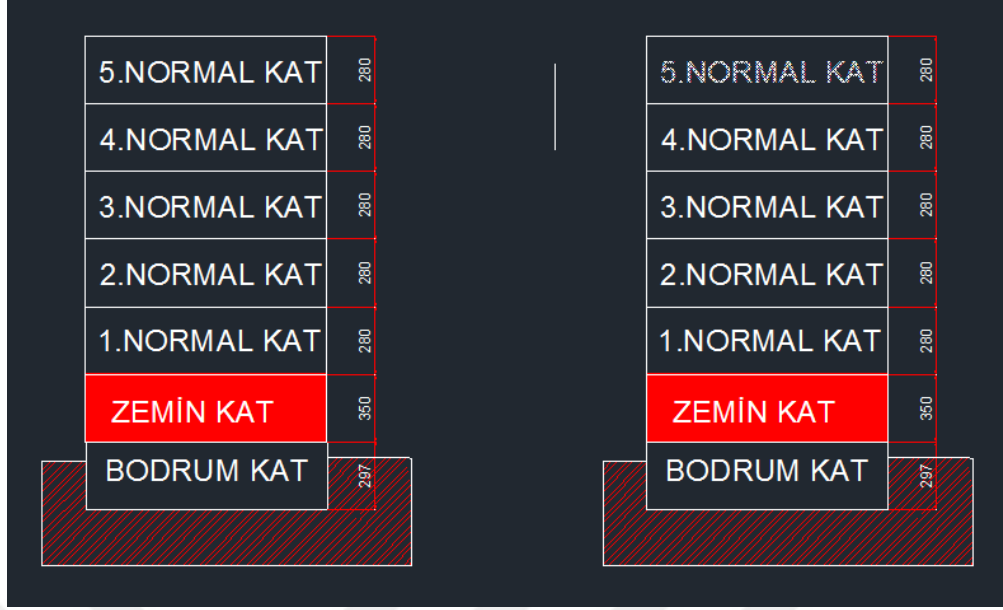 5.NORMAL KAT 280
4.NORMAL KAT 280
3.NORMAL KAT 280
2.NORMAL KAT 280
1.NORMAL KAT 280
ZEMİN KAT 350
BODRUM KAT 297
5.NORMAL KAT 280
4.NORMAL KAT 280
3.NORMAL KAT 280
2.NORMAL KAT 280
1.NORMAL KAT 280
ZEMİN KAT 350
BODRUM KAT 297